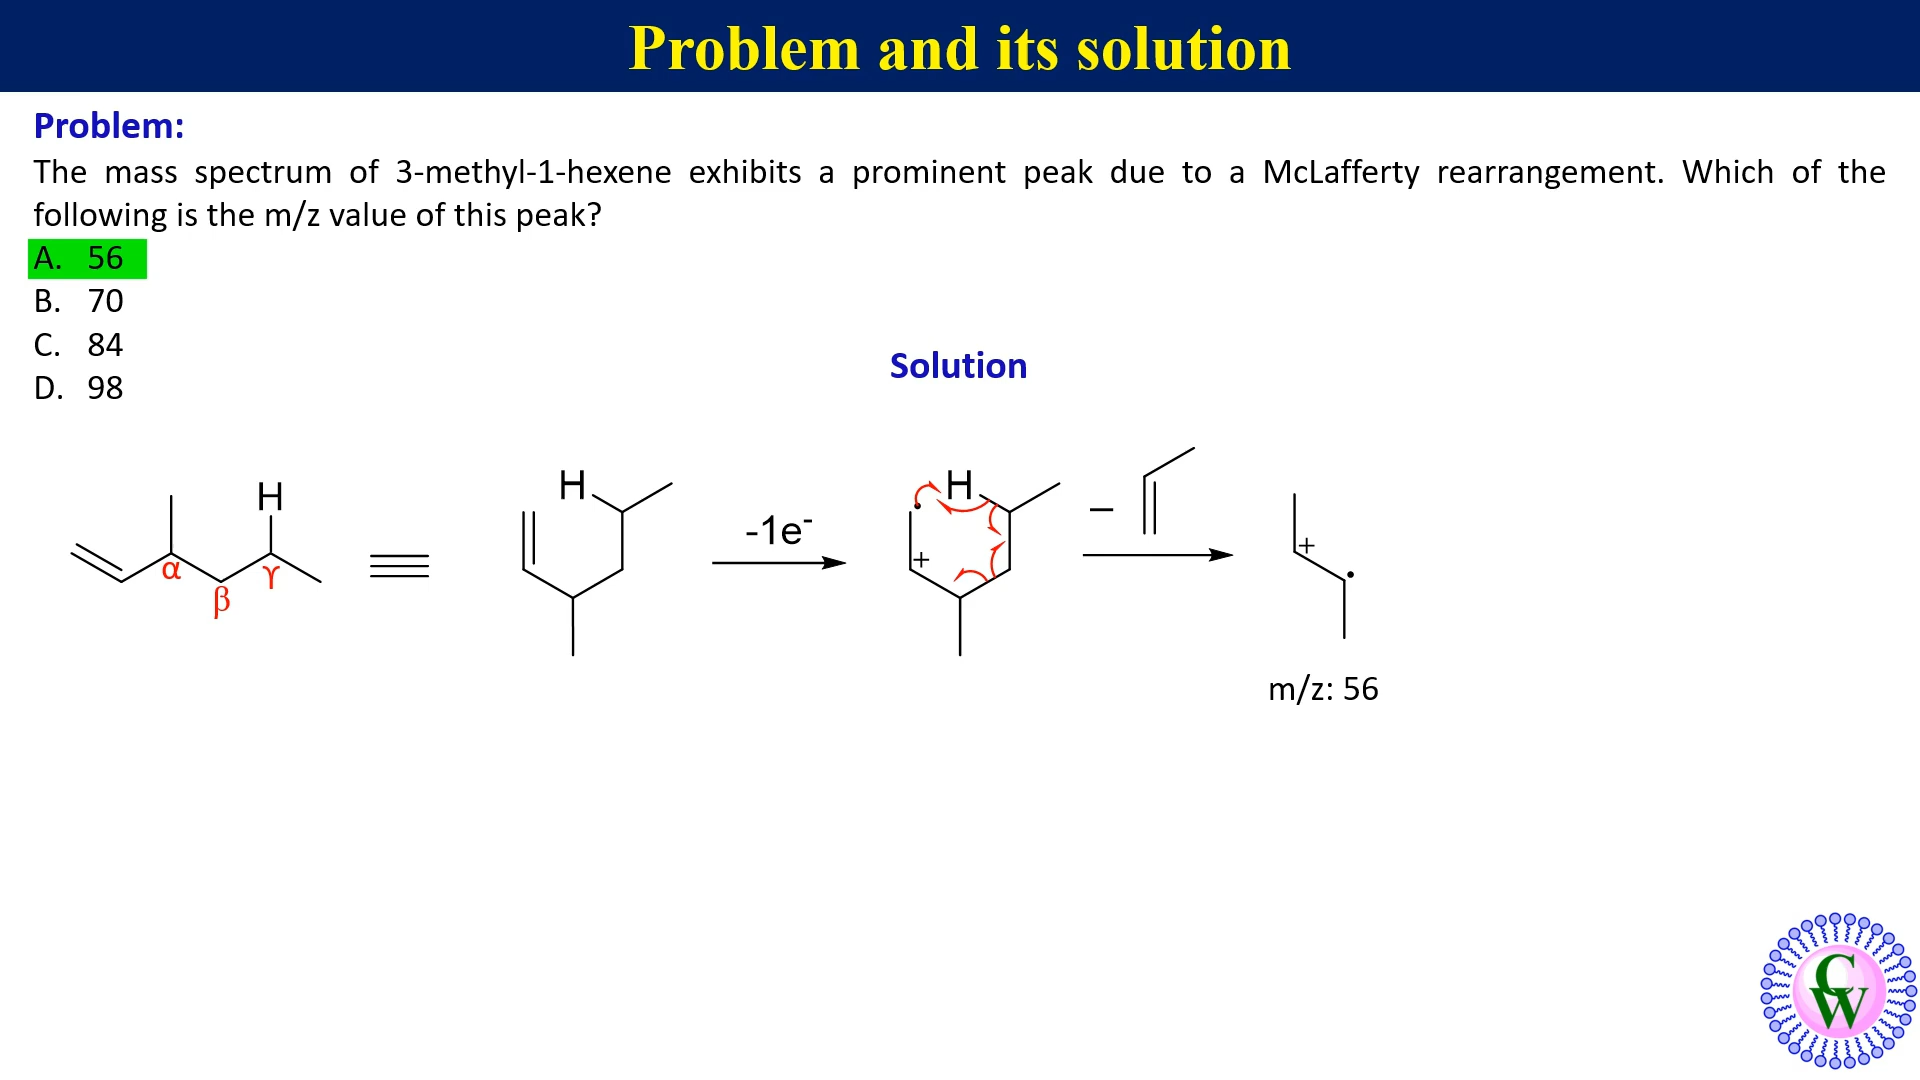 Problem and its solution
Problem:
The mass spectrum of 3-methyl-1-hexene exhibits a prominent peak due to a McLafferty rearrangement. Which of the
following is the m/z value of this peak?
A. 56
B. 70
C. 84
D. 98
Solution
H
α
β
γ
H
-1e⁻
H
+
–
+
m/z: 56
C
W